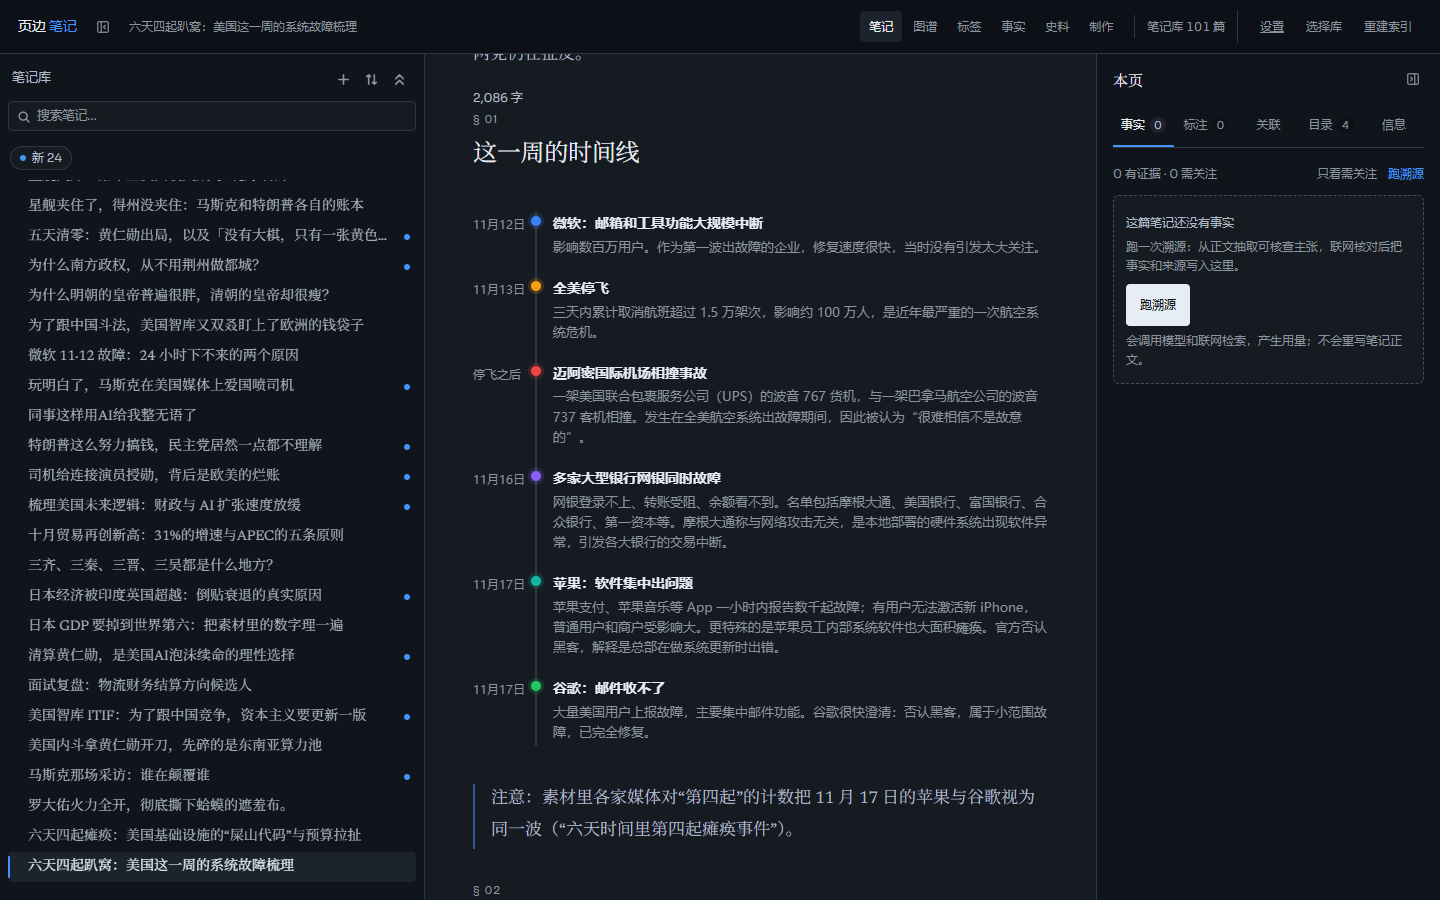 页边 笔记
六天四起趴窝：美国这一周的系统故障梳理
笔记
图谱
标签
事实
史料
制作
笔记库 101 篇
设置
选择库
重建索引
笔记库
搜索笔记...
新 24
星舰夹住了，得州没夹住：马斯克和特朗普各自的账本
五天清零：黄仁勋出局，以及「没有大棋，只有一张黄色...
为什么南方政权，从不用荆州做都城？
为什么明朝的皇帝普遍很胖，清朝的皇帝却很瘦？
为了跟中国斗法，美国智库又双叒盯上了欧洲的钱袋子
微软 11·12 故障：24 小时下不来的两个原因
玩明白了，马斯克在美国媒体上爱国喷司机
同事这样用AI给我整无语了
特朗普这么努力搞钱，民主党居然一点都不理解
司机给连接演员授勋，背后是欧美的烂账
梳理美国未来逻辑：财政与 AI 扩张速度放缓
十月贸易再创新高：31%的增速与APEC的五条原则
三齐、三秦、三晋、三吴都是什么地方？
日本经济被印度英国超越：倒贴衰退的真实原因
日本 GDP 要掉到世界第六：把素材里的数字理一遍
清算黄仁勋，是美国AI泡沫续命的理性选择
面试复盘：物流财务结算方向候选人
美国智库 ITIF：为了跟中国竞争，资本主义要更新一版
美国内斗拿黄仁勋开刀，先碎的是东南亚算力池
马斯克那场采访：谁在颠覆谁
罗大佑火力全开，彻底撕下蛤蟆的遮羞布。
六天四起瘫痪：美国基础设施的“屎山代码”与预算拉扯
六天四起趴窝：美国这一周的系统故障梳理
两党仍在扯皮。
2,086 字
§ 01
这一周的时间线
11月12日
微软：邮箱和工具功能大规模中断
影响数百万用户。作为第一波出故障的企业，修复速度很快，当时没有引发太大关注。
11月13日
全美停飞
三天内累计取消航班超过 1.5 万架次，影响约 100 万人，是近年最严重的一次航空系
统危机。
停飞之后
迈阿密国际机场相撞事故
一架美国联合包裹服务公司（UPS）的波音 767 货机，与一架巴拿马航空公司的波音
737 客机相撞。发生在全美航空系统出故障期间，因此被认为“很难相信不是故意
的”。
11月16日
多家大型银行网银同时故障
网银登录不上、转账受阻、余额看不到。名单包括摩根大通、美国银行、富国银行、合
众银行、第一资本等。摩根大通称与网络攻击无关，是本地部署的硬件系统出现软件异
常，引发各大银行的交易中断。
11月17日
苹果：软件集中出问题
苹果支付、苹果音乐等 App 一小时内报告数千起故障；有用户无法激活新 iPhone，
普通用户和商户受影响大。更特殊的是苹果员工内部系统软件也大面积瘫痪。官方否认
黑客，解释是总部在做系统更新时出错。
11月17日
谷歌：邮件收不了
大量美国用户上报故障，主要集中邮件功能。谷歌很快澄清：否认黑客，属于小范围故
障，已完全修复。
注意：素材里各家媒体对“第四起”的计数把 11 月 17 日的苹果与谷歌视为
同一波（“六天时间里第四起瘫痪事件”）。
§ 02
本页
事实 0
标注 0
关联
目录 4
信息
0 有证据 · 0 需关注
只看需关注
跑溯源
这篇笔记还没有事实
跑一次溯源：从正文抽取可核查主张，联网核对后把
事实和来源写入这里。
跑溯源
会调用模型和联网检索，产生用量；不会重写笔记正
文。